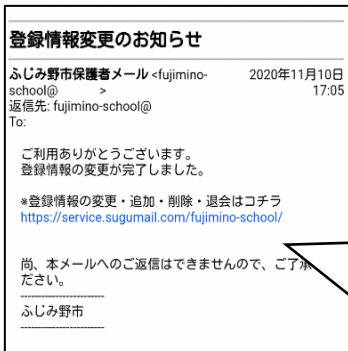 登録情報変更のお知らせ
ふじみ野市保護者メール <fujimino-school@ >
2020年11月10日 17:05
返信先: fujimino-school@
To:
ご利用ありがとうございます。
登録情報の変更が完了しました。
※登録情報の変更・追加・削除・退会はコチラ
https://service.sugumail.com/fujimino-school/
尚、本メールへのご返信はできませんので、ご了承
ださい。
-----------------------
ふじみ野市
-----------------------